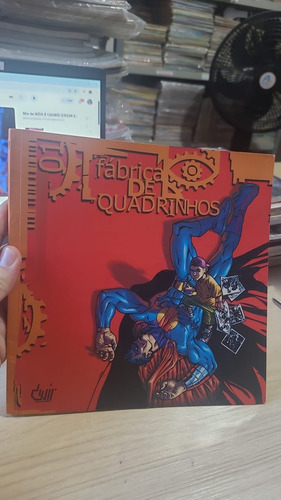 01
fábrica
DE
QUADRINHOS